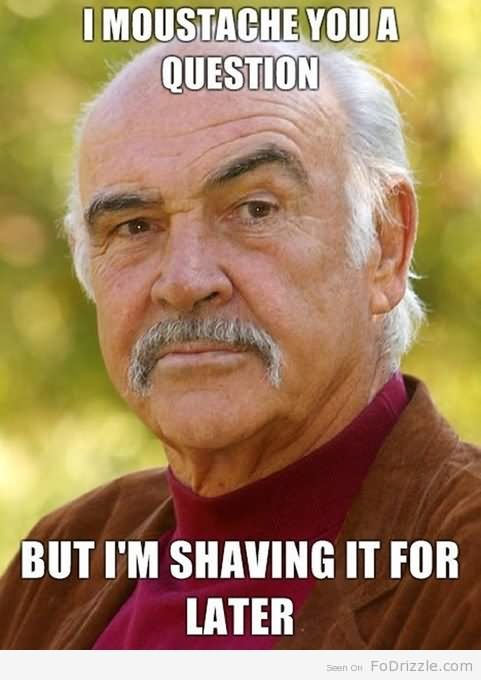 I MOUSTACHE YOU A
QUESTION
BUT I'M SHAVING IT FOR
LATER
Seen On FoDrizzle.com